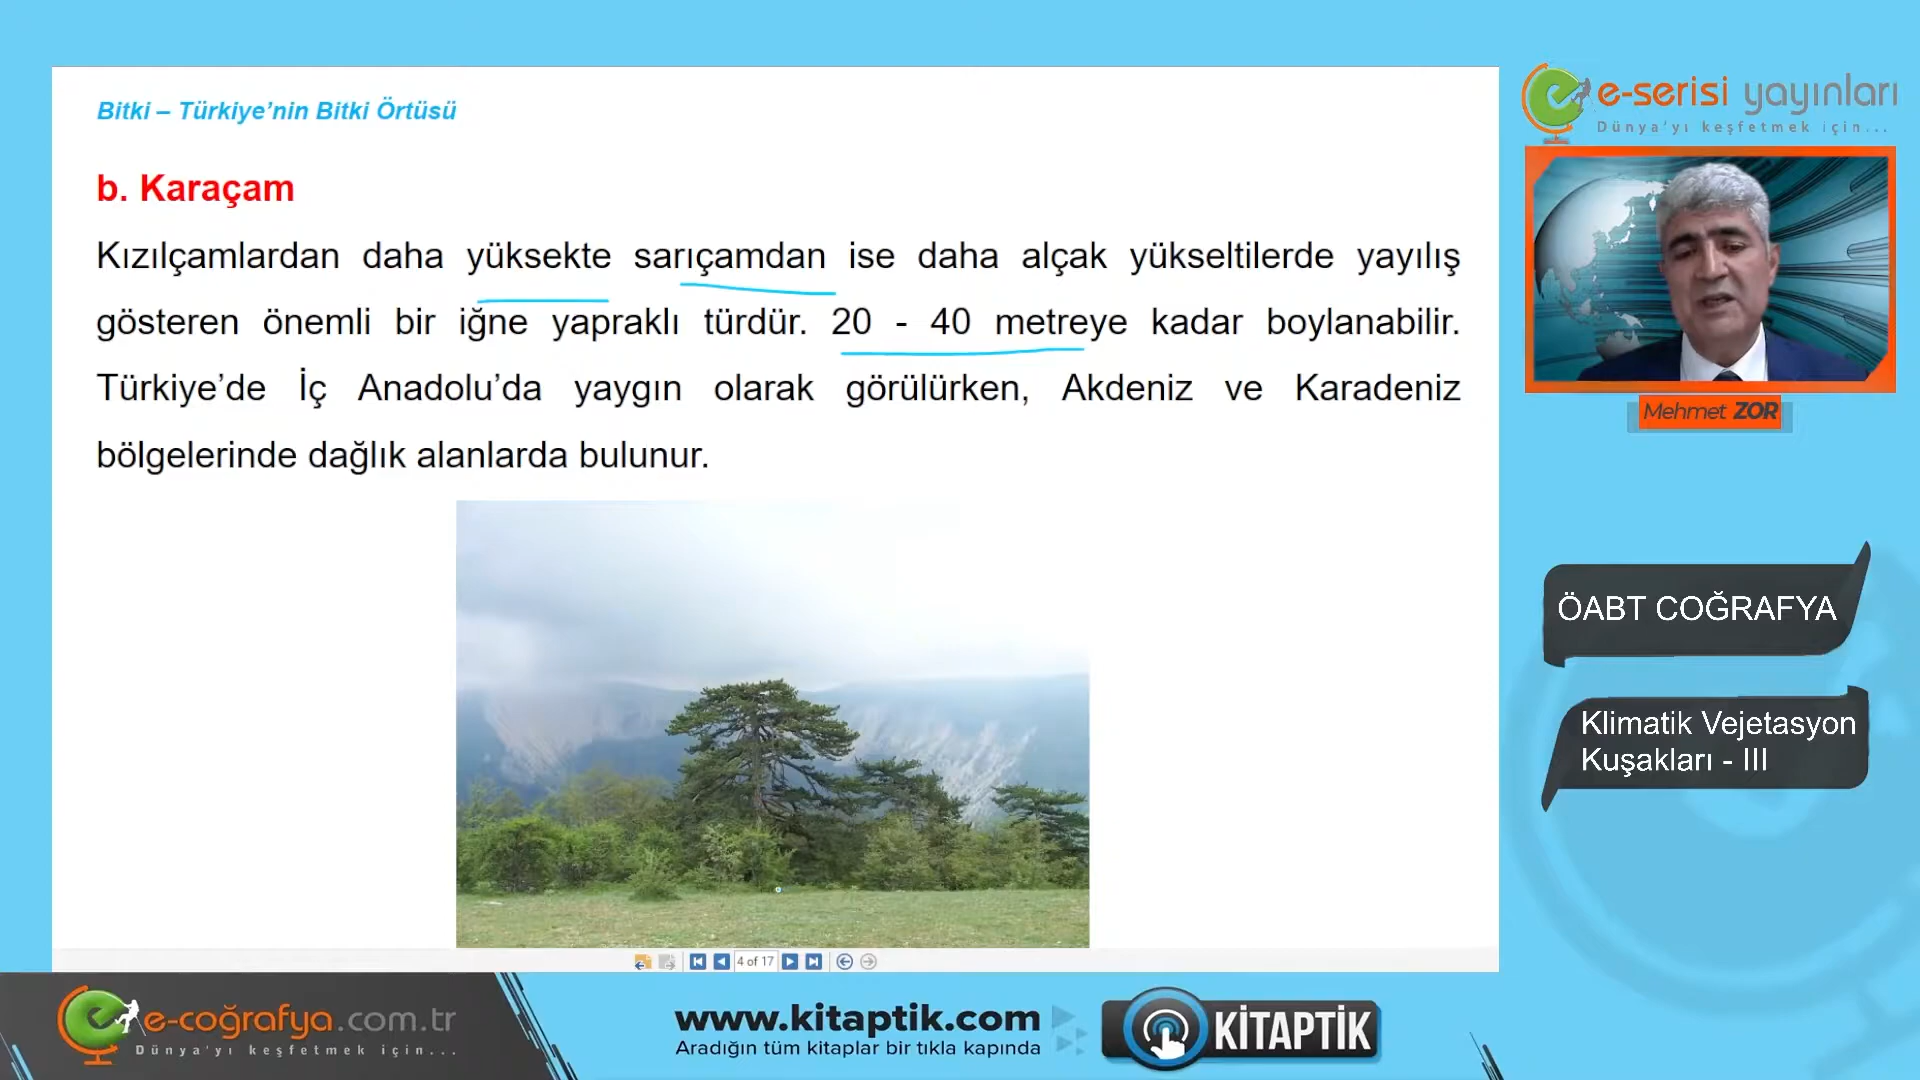 Bitki – Türkiye’nin Bitki Örtüsü
b. Karaçam
Kızılçamlardan daha yüksekte sarıçamdan ise daha alçak yükseltilerde yayılış
gösteren önemli bir iğne yapraklı türdür. 20 - 40 metreye kadar boylanabilir.
Türkiye’de İç Anadolu’da yaygın olarak görülürken, Akdeniz ve Karadeniz
bölgelerinde dağlık alanlarda bulunur.
4 of 17
e-serisi yayınları
Dünya'yı keşfetmek için...
Mehmet ZOR
ÖABT COĞRAFYA
Klimatik Vejetasyon
Kuşakları - III
e-coğrafya.com.tr
Dünya'yı keşfetmek için...
www.kitaptik.com
Aradığın tüm kitaplar bir tıkla kapında
KİTAPTİK